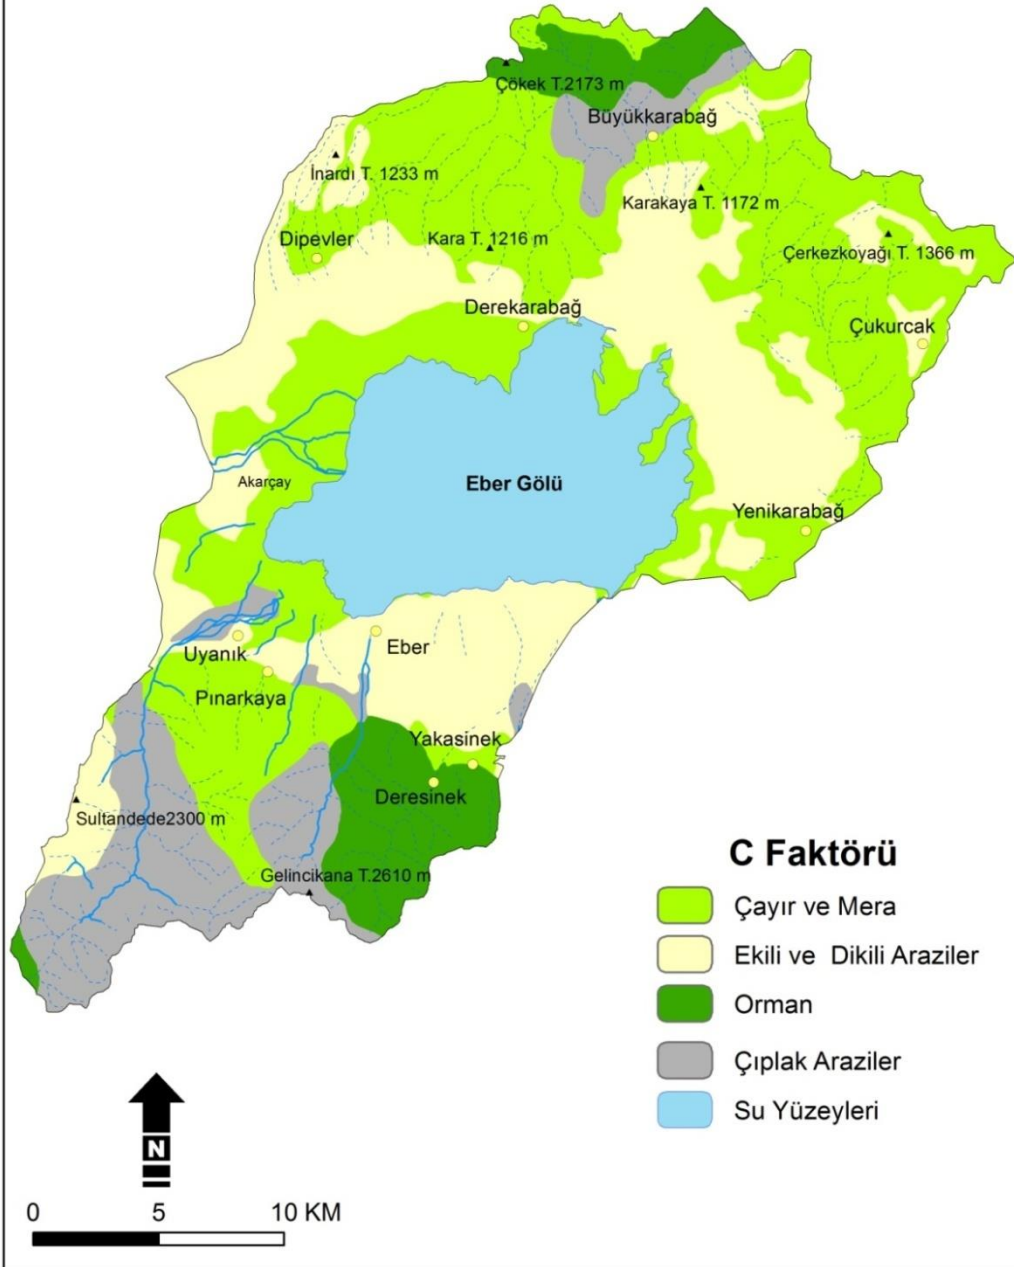 Çökek T.2173 m
Büyükkarabağ
İnardı T. 1233 m
Karakaya T. 1172 m
Dipevler
Kara T. 1216 m
Çerkezkoyağı T. 1366 m
Derekarabağ
Çukurcak
Akarçay
Eber Gölü
Yenikarabağ
Uyanık
Eber
Pınarkaya
Yakasinek
Deresinek
Sultandede2300 m
Gelincikana T.2610 m
C Faktörü
Çayır ve Mera
Ekili ve Dikili Araziler
Orman
Çıplak Araziler
Su Yüzeyleri
N
0 5 10 KM